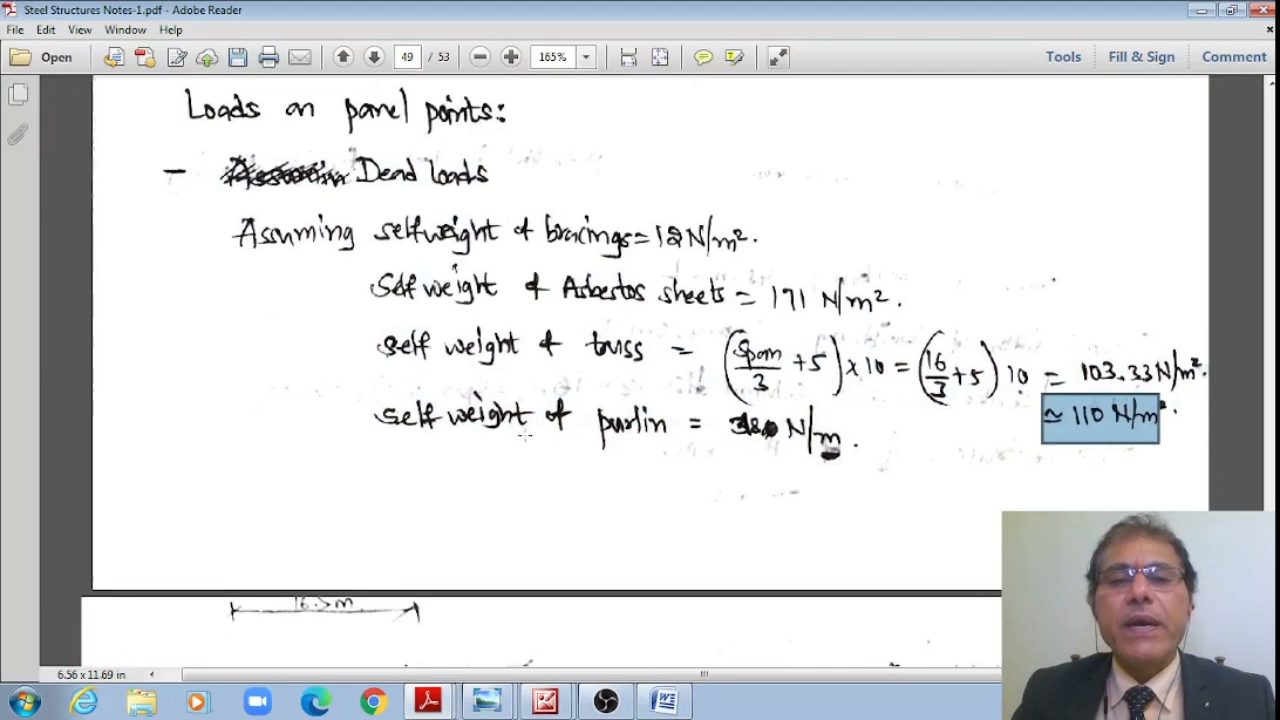 Steel Structures Notes-1.pdf - Adobe Reader
File Edit View Window Help
Open 49 / 53 165% Tools Fill & Sign Comment
Loads on panel points:
- Dead loads
Assuming selfweight of bracings = 12 N/m².
Self weight of Asbestos sheets = 171 N/m².
Self weight of truss = (Span/3 + 5) × 10 = (16/3 + 5) 10 = 103.33 N/m².
≃ 110 N/m².
Self weight of purlin = N/m.
6.56 x 11.69 in